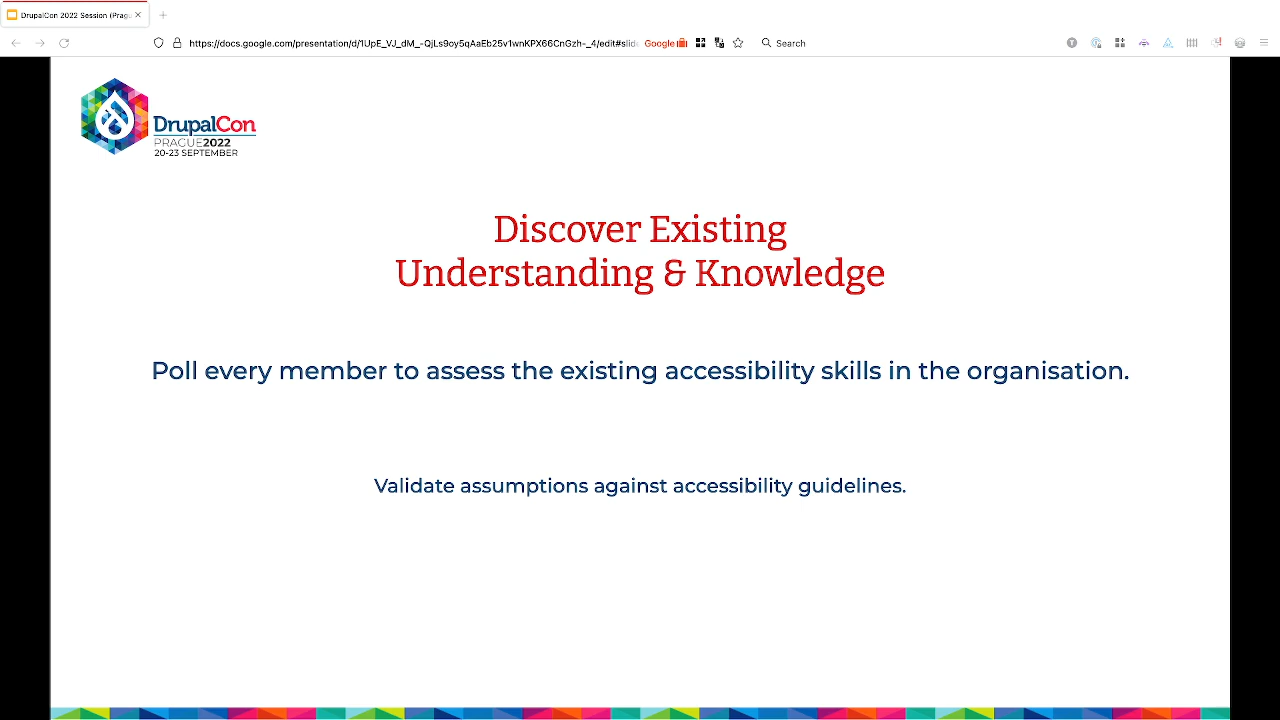 DrupalCon 2022 Session (Prag
https://docs.google.com/presentation/d/1UpE_VJ_dM_-QjLs9oy5qAaEb25v1wnKPX66CnGzh-_4/edit#slid
Google
Search
DrupalCon
PRAGUE2022
20-23 SEPTEMBER
Discover Existing
Understanding & Knowledge
Poll every member to assess the existing accessibility skills in the organisation.
Validate assumptions against accessibility guidelines.